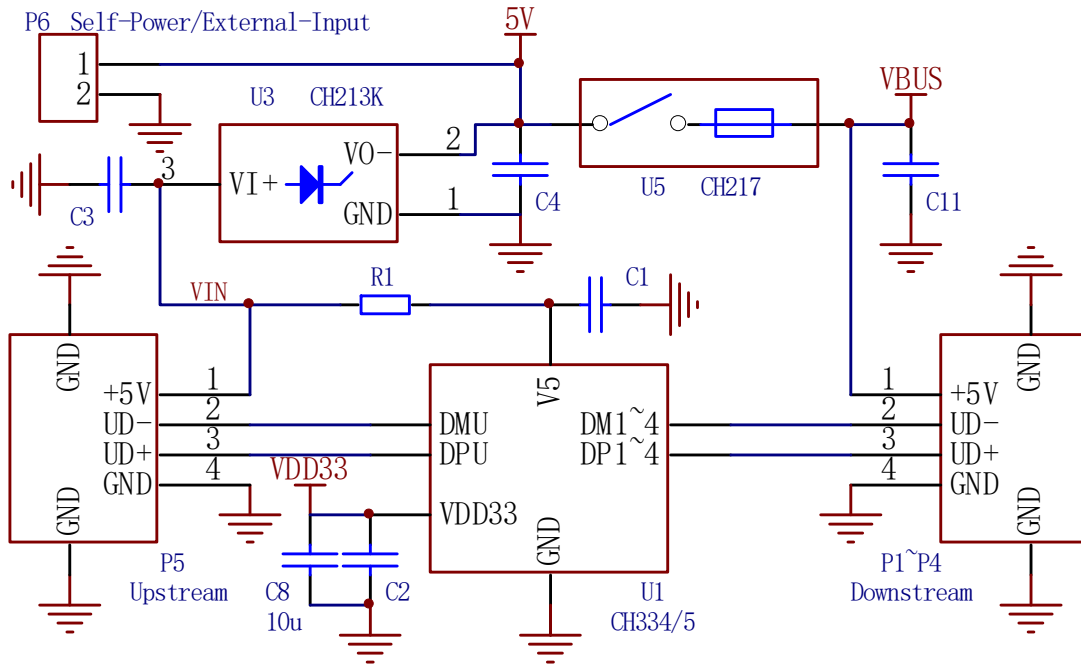 P6 Self-Power/External-Input
5V
1
2
U3 CH213K
VBUS
3
VI+
VO-
2
GND
1
C3
C4
U5 CH217
C11
VIN
R1
C1
GND
+5V
1
UD-
2
UD+
3
GND
4
GND
P5
Upstream
VDD33
C8
10u
C2
V5
DMU
DPU
VDD33
GND
DM1~4
DP1~4
U1
CH334/5
GND
1
+5V
2
UD-
3
UD+
4
GND
GND
P1~P4
Downstream